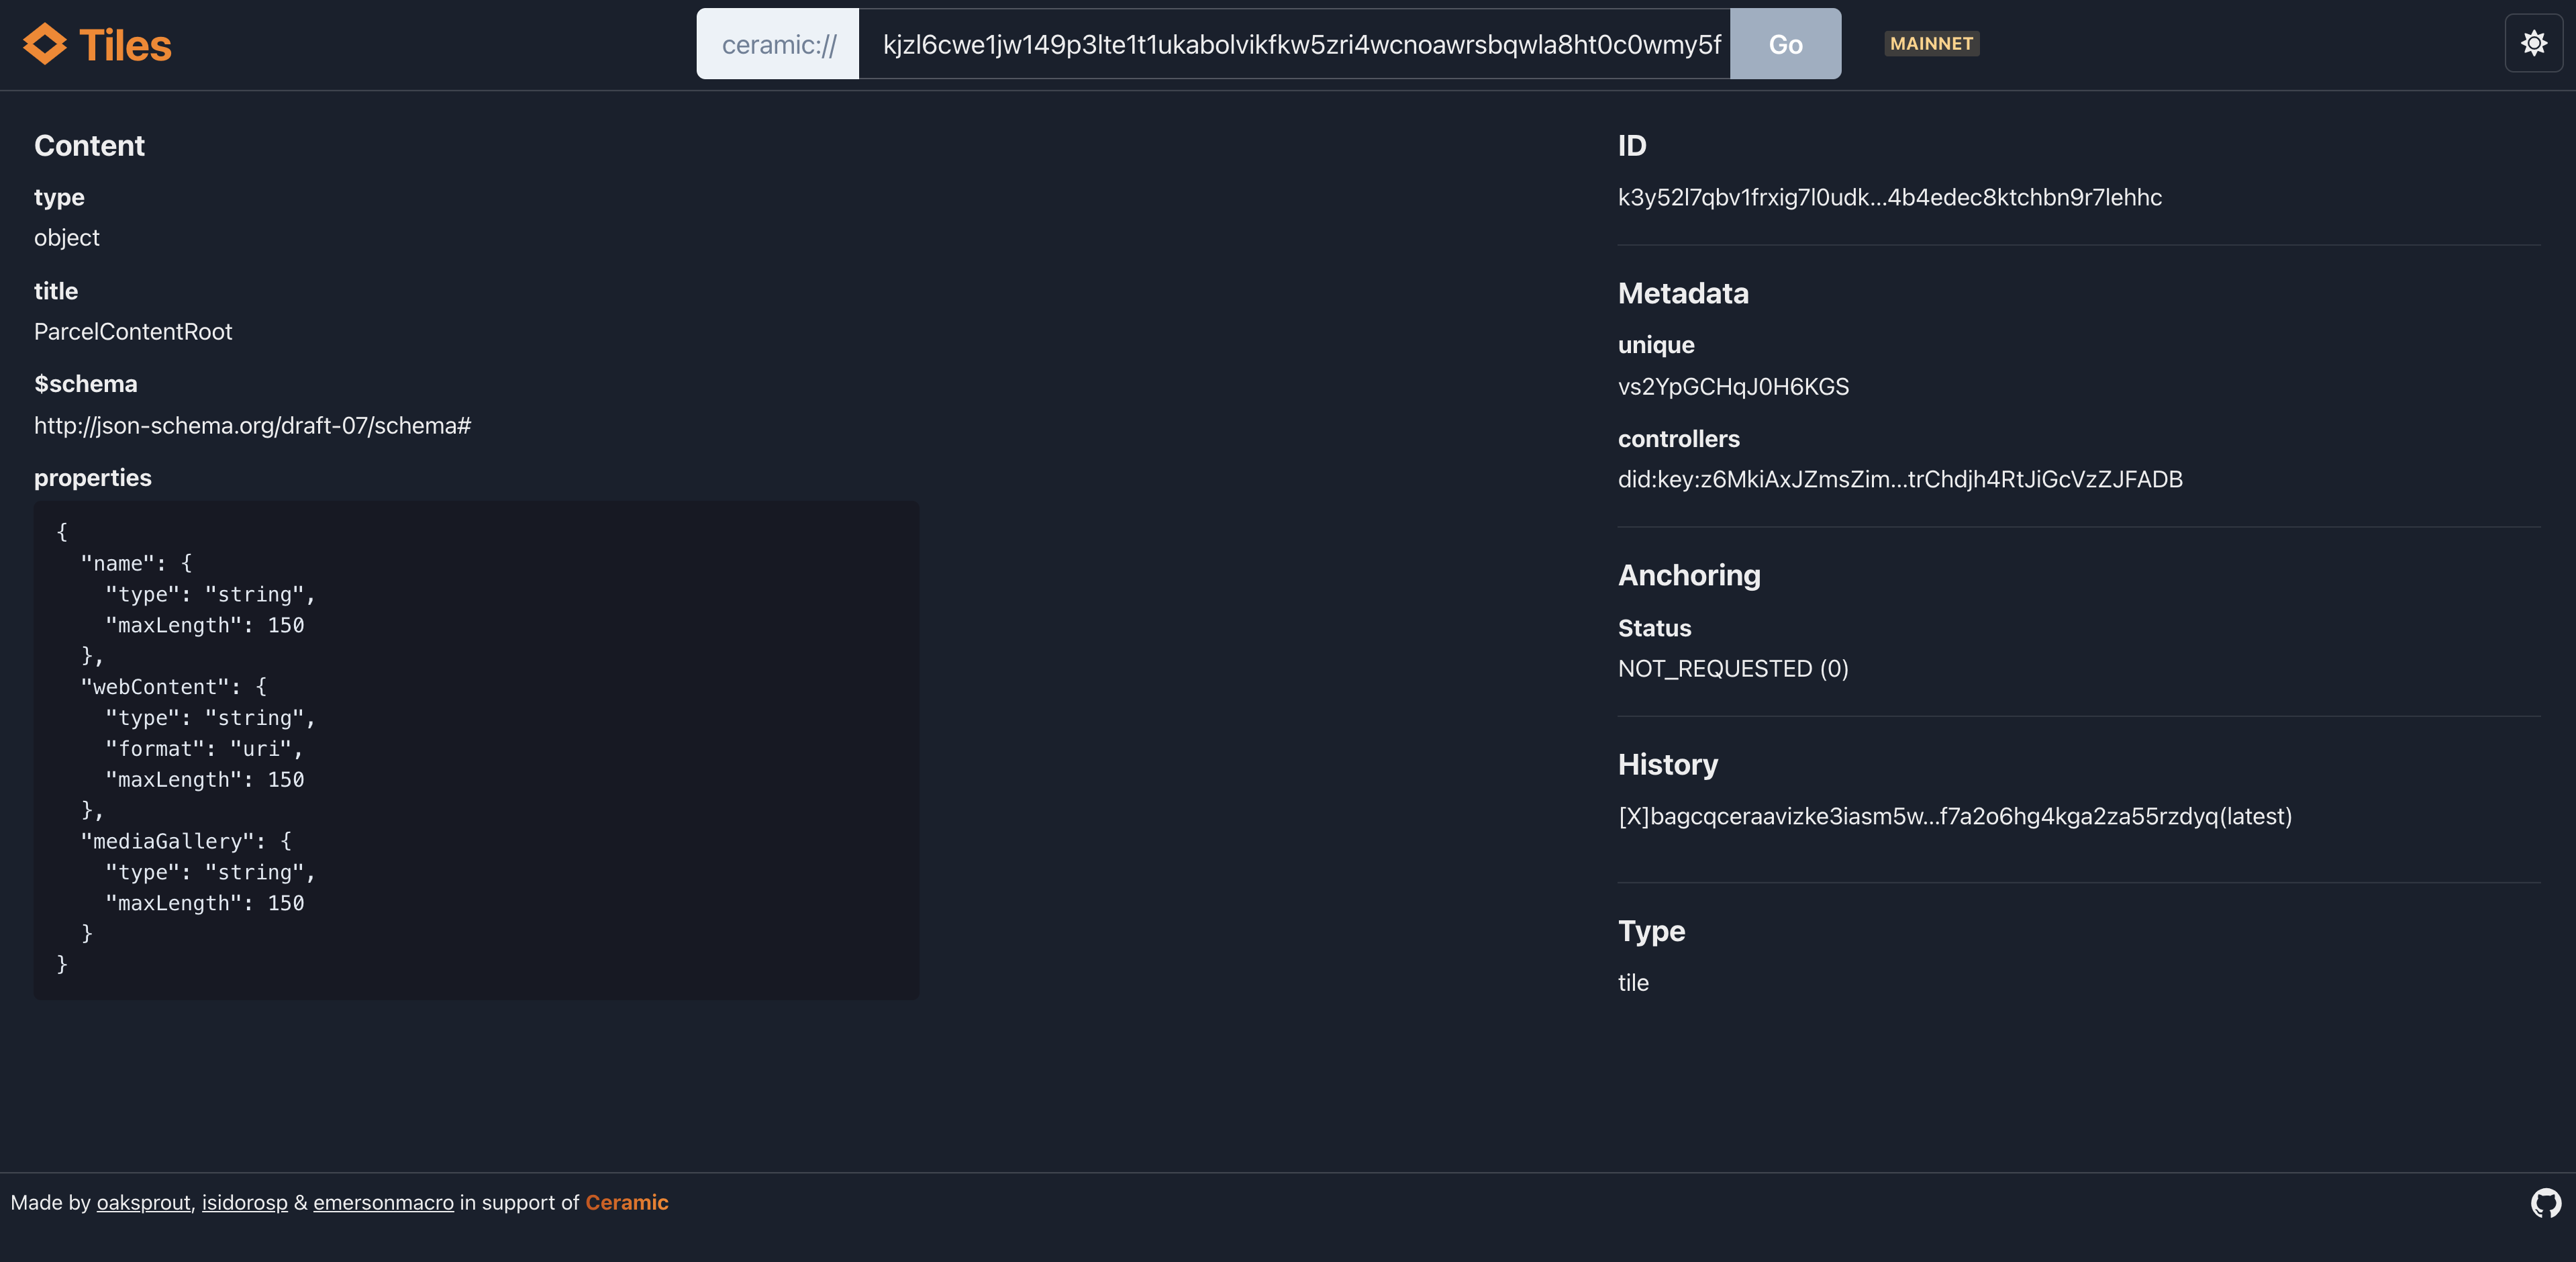 Tiles
ceramic:// kjzl6cwe1jw149p3lte1t1ukabolvikfkw5zri4wcnoawrsbqwla8ht0c0wmy5f Go MAINNET
Content
type
object
title
ParcelContentRoot
$schema
http://json-schema.org/draft-07/schema#
properties
{
  "name": {
    "type": "string",
    "maxLength": 150
  },
  "webContent": {
    "type": "string",
    "format": "uri",
    "maxLength": 150
  },
  "mediaGallery": {
    "type": "string",
    "maxLength": 150
  }
}
ID
k3y52l7qbv1frxig7l0udk...4b4edec8ktchbn9r7lehhc
Metadata
unique
vs2YpGCHqJ0H6KGS
controllers
did:key:z6MkiAxJZmsZim...trChdjh4RtJiGcVzZJFADB
Anchoring
Status
NOT_REQUESTED (0)
History
[X]bagcqceraavizke3iasm5w...f7a2o6hg4kga2za55rzdyq(latest)
Type
tile
Made by oaksprout, isidorosp & emersonmacro in support of Ceramic